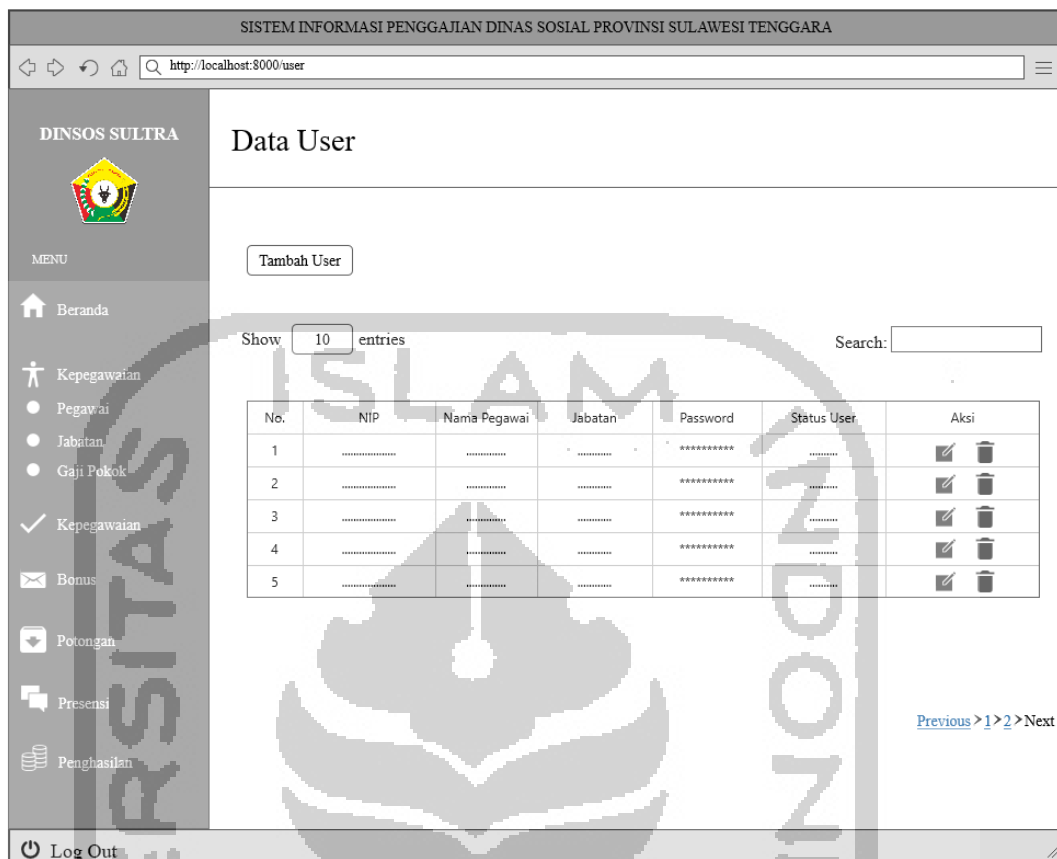 SISTEM INFORMASI PENGGAJIAN DINAS SOSIAL PROVINSI SULAWESI TENGGARA
http://localhost:8000/user
DINSOS SULTRA
Data User
MENU
Tambah User
Beranda
Show 10 entries Search:
Kepegawaian
Pegawai
Jabatan
Gaji Pokok
Kepegawaian
Bonus
Potongan
Presensi
Penghasilan
No. NIP Nama Pegawai Jabatan Password Status User Aksi
1 .................. ............. ............ ********** ..........
2 .................. ............. ............ ********** ..........
3 .................. ............. ............ ********** ..........
4 .................. ............. ............ ********** ..........
5 .................. ............. ............ ********** ..........
Previous > 1 > 2 > Next
Log Out
ISLAM